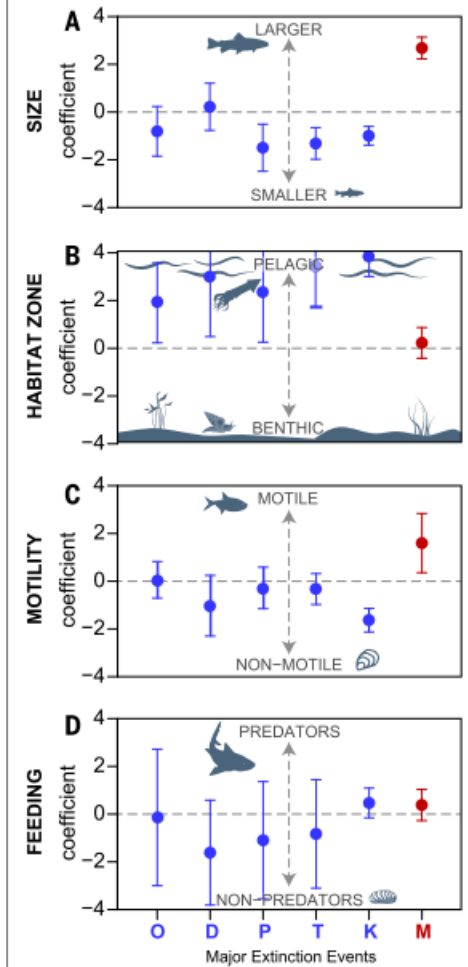 A
SIZE
coefficient
4
2
0
−2
−4
LARGER
SMALLER
B
HABITAT ZONE
coefficient
4
2
0
−2
−4
PELAGIC
BENTHIC
C
MOTILITY
coefficient
4
2
0
−2
−4
MOTILE
NON−MOTILE
D
FEEDING
coefficient
4
2
0
−2
−4
PREDATORS
NON−PREDATORS
O D P T K M
Major Extinction Events